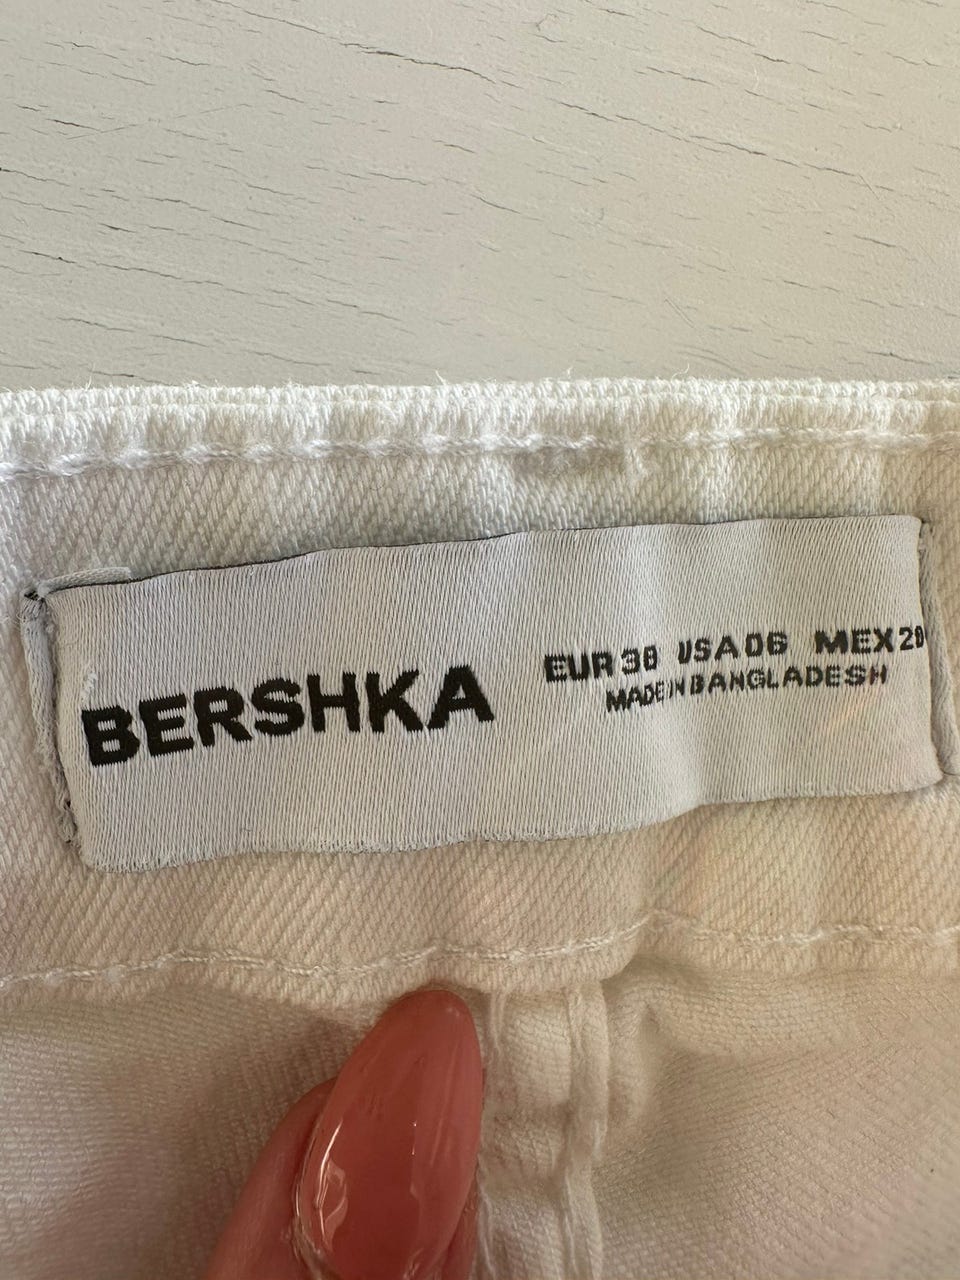 BERSHKA
EUR 38 USA 06 MEX 28
MADE IN BANGLADESH